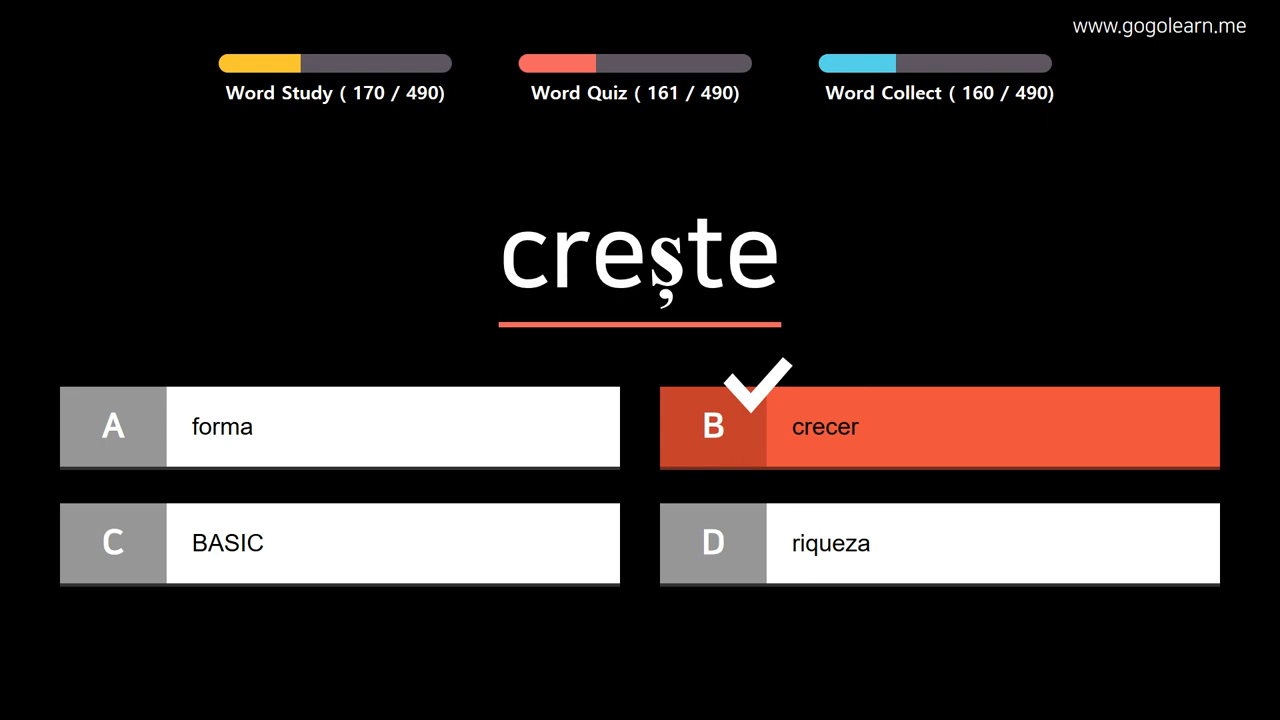 www.gogolearn.me
Word Study ( 170 / 490)
Word Quiz ( 161 / 490)
Word Collect ( 160 / 490)
crește
A
forma
B
crecer
C
BASIC
D
riqueza